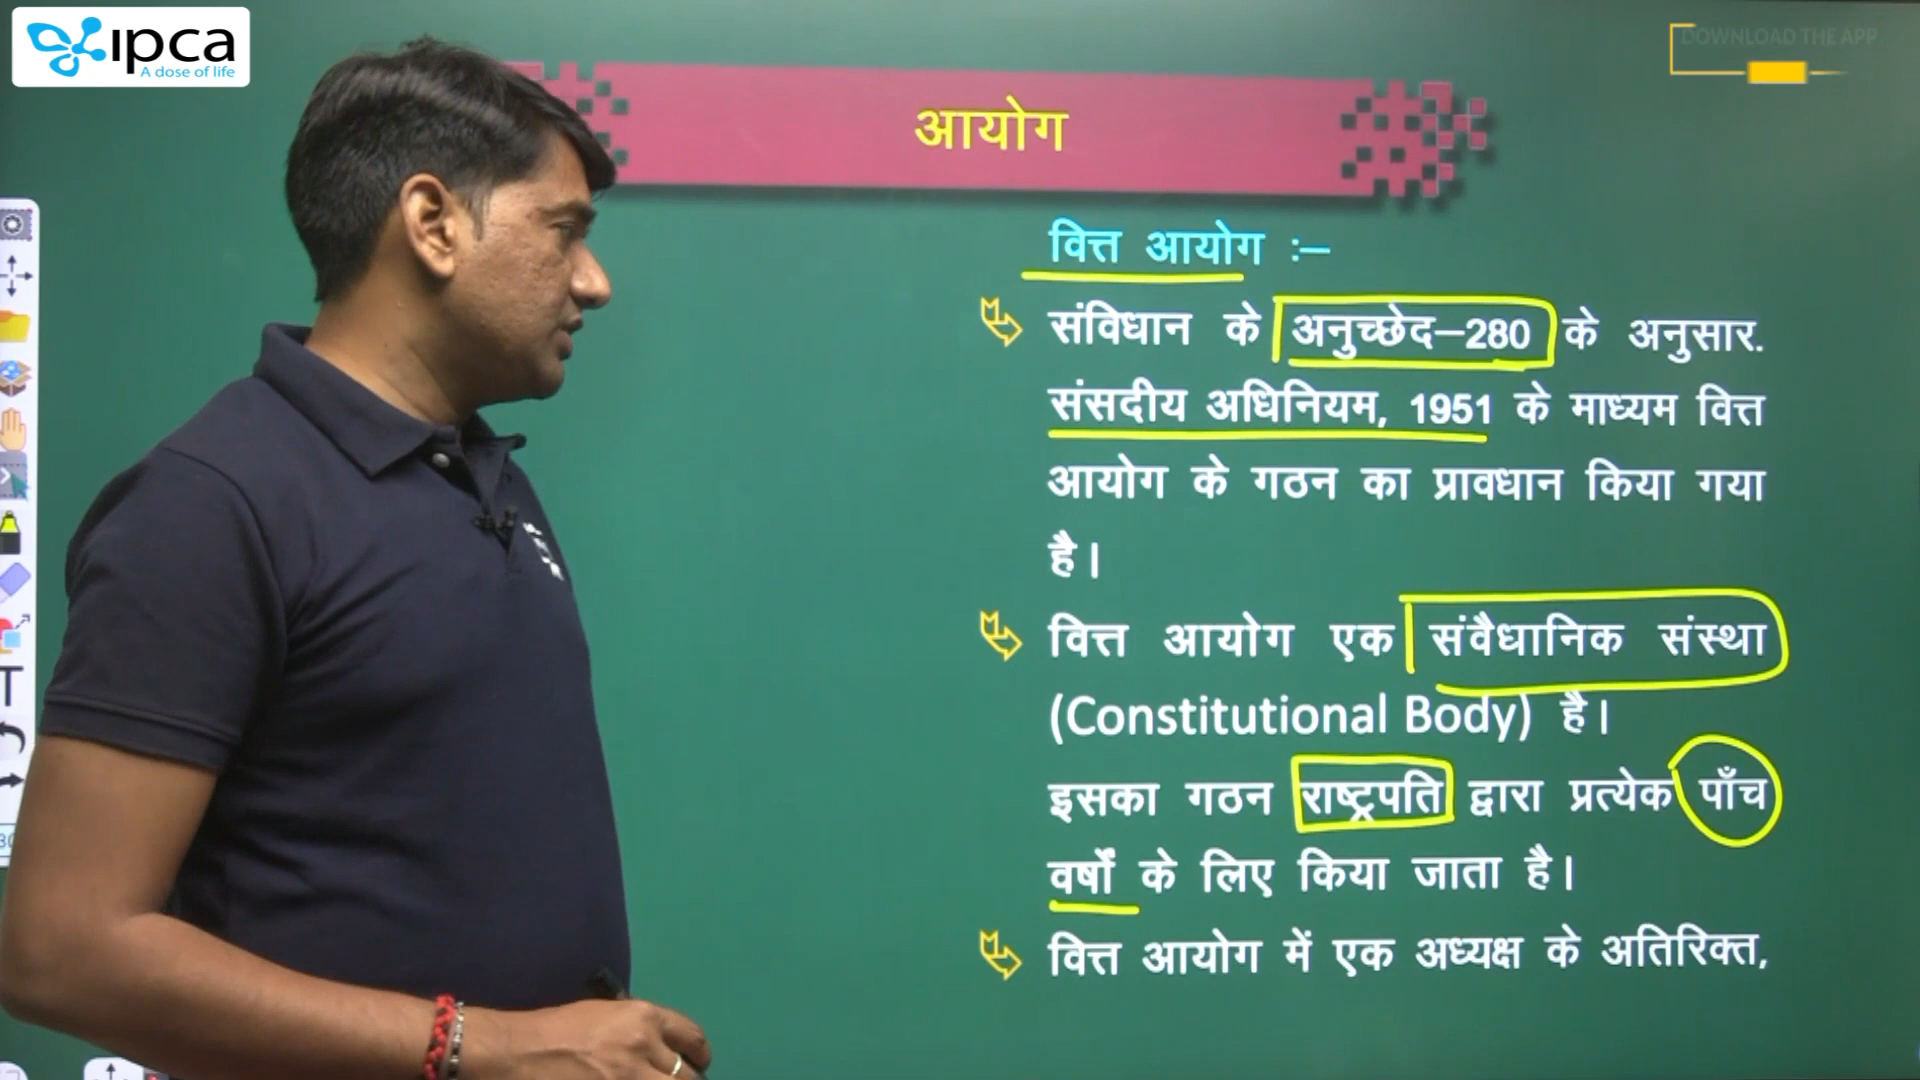 ipca
A dose of life
DOWNLOAD THE APP
आयोग
वित्त आयोग :–
संविधान के अनुच्छेद–280 के अनुसार.
संसदीय अधिनियम, 1951 के माध्यम वित्त
आयोग के गठन का प्रावधान किया गया
है।
वित्त आयोग एक संवैधानिक संस्था
(Constitutional Body) है।
इसका गठन राष्ट्रपति द्वारा प्रत्येक पाँच
वर्षों के लिए किया जाता है।
वित्त आयोग में एक अध्यक्ष के अतिरिक्त,
T